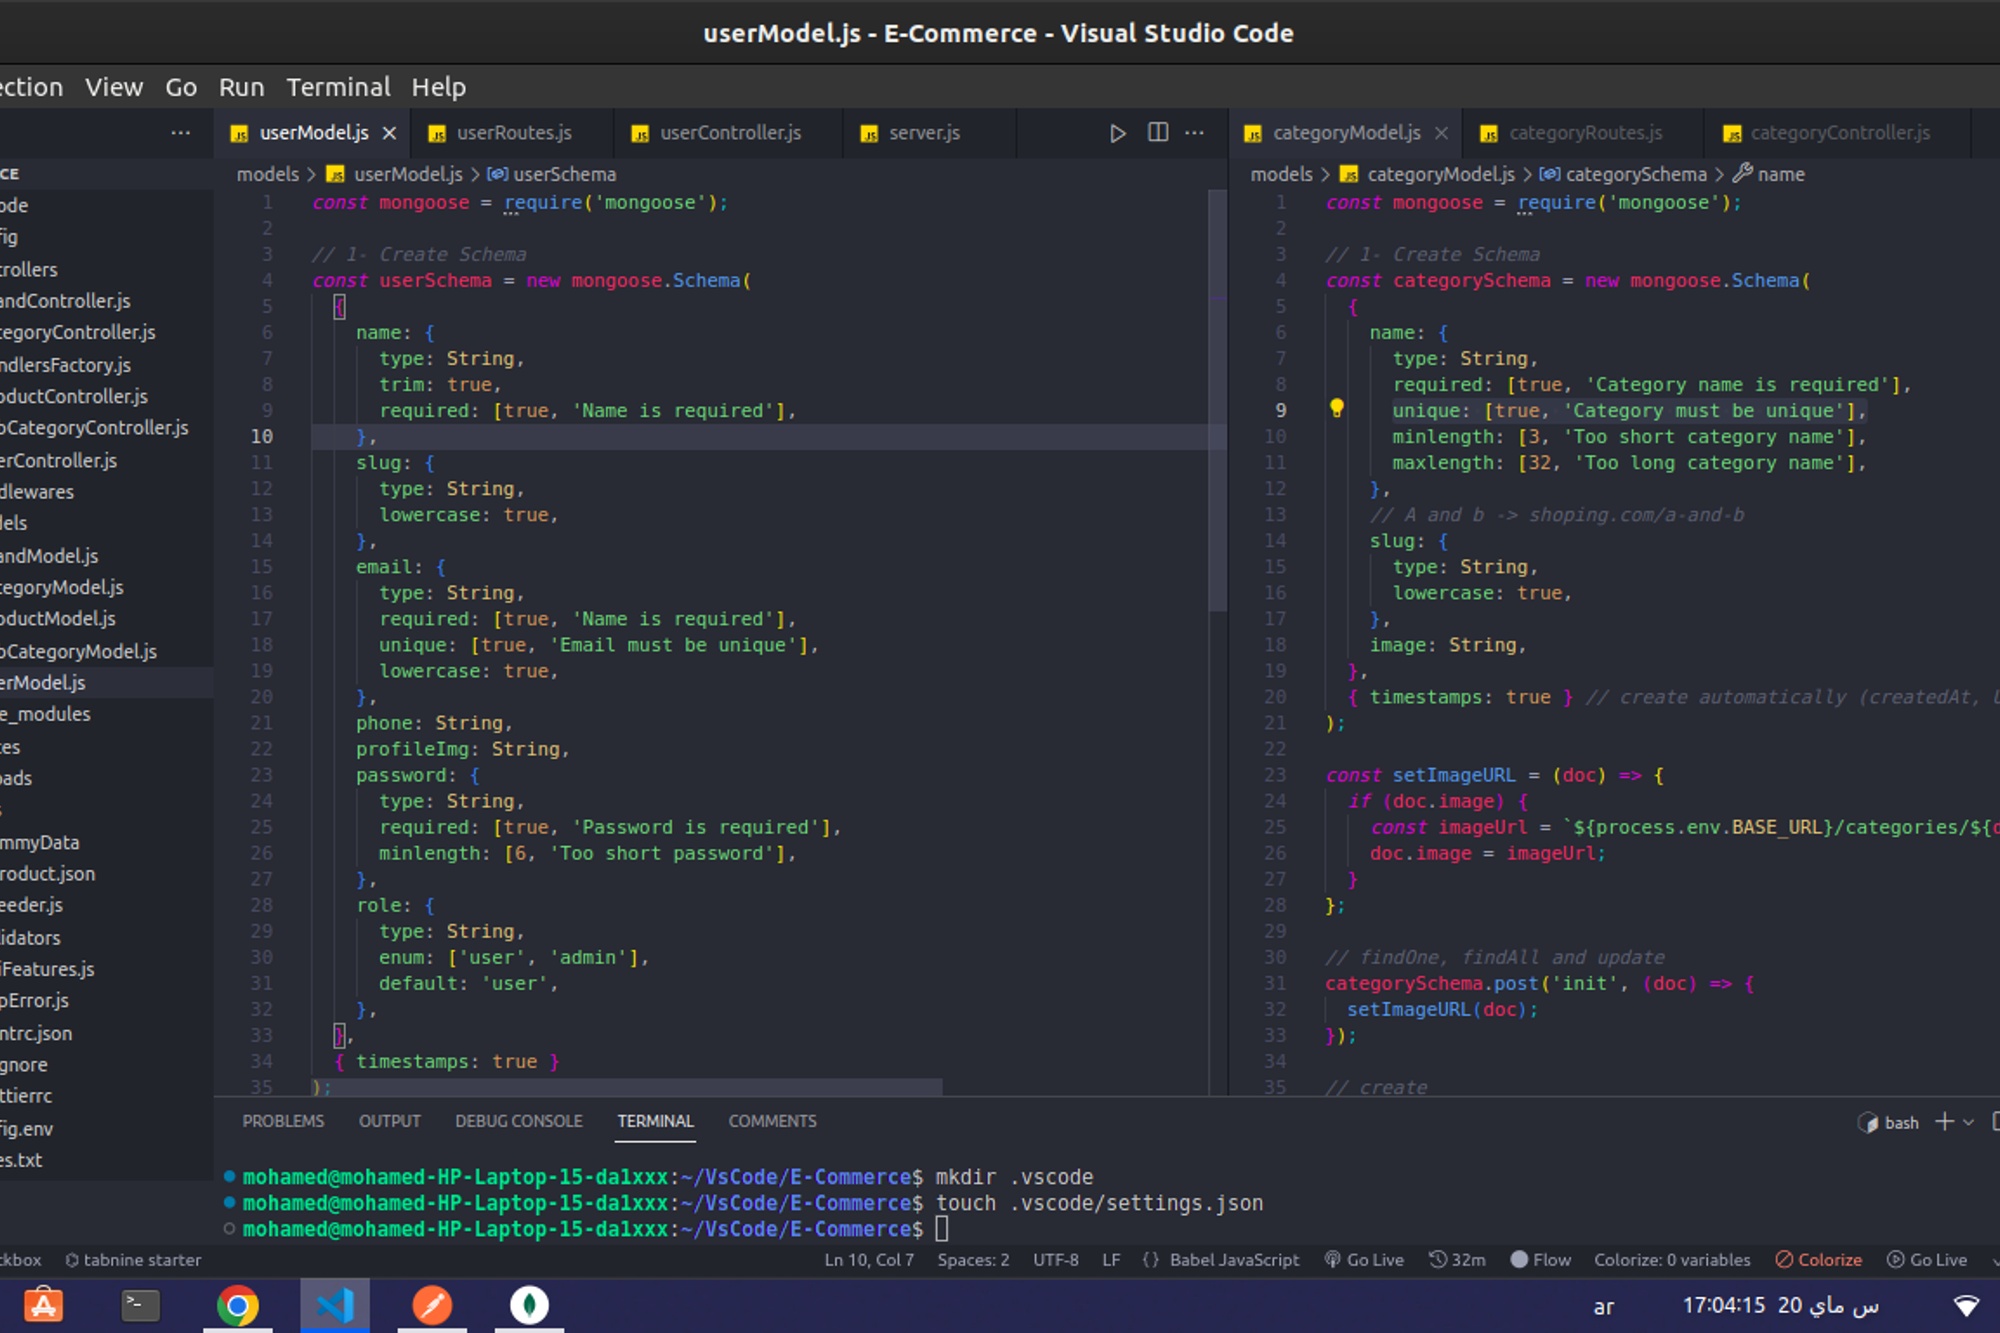 userModel.js - E-Commerce - Visual Studio Code
ection View Go Run Terminal Help
userModel.js userRoutes.js userController.js server.js
categoryModel.js categoryRoutes.js categoryController.js
CE
ode
fig
rollers
andController.js
tegoryController.js
ndlersFactory.js
oductController.js
bCategoryController.js
erController.js
dlewares
dels
andModel.js
tegoryModel.js
oductModel.js
bCategoryModel.js
erModel.js
e_modules
tes
oads
s
mmyData
roduct.json
eeder.js
lidators
iFeatures.js
pError.js
ntrc.json
gnore
ttierrc
fig.env
es.txt
models > userModel.js > userSchema
1 const mongoose = require('mongoose');
2
3 // 1- Create Schema
4 const userSchema = new mongoose.Schema(
5 {
6 name: {
7 type: String,
8 trim: true,
9 required: [true, 'Name is required'],
10 },
11 slug: {
12 type: String,
13 lowercase: true,
14 },
15 email: {
16 type: String,
17 required: [true, 'Name is required'],
18 unique: [true, 'Email must be unique'],
19 lowercase: true,
20 },
21 phone: String,
22 profileImg: String,
23 password: {
24 type: String,
25 required: [true, 'Password is required'],
26 minlength: [6, 'Too short password'],
27 },
28 role: {
29 type: String,
30 enum: ['user', 'admin'],
31 default: 'user',
32 },
33 },
34 { timestamps: true }
35 );
models > categoryModel.js > categorySchema > name
1 const mongoose = require('mongoose');
2
3 // 1- Create Schema
4 const categorySchema = new mongoose.Schema(
5 {
6 name: {
7 type: String,
8 required: [true, 'Category name is required'],
9 unique: [true, 'Category must be unique'],
10 minlength: [3, 'Too short category name'],
11 maxlength: [32, 'Too long category name'],
12 },
13 // A and b -> shoping.com/a-and-b
14 slug: {
15 type: String,
16 lowercase: true,
17 },
18 image: String,
19 },
20 { timestamps: true } // create automatically (createdAt,
21 );
22
23 const setImageURL = (doc) => {
24 if (doc.image) {
25 const imageUrl = `${process.env.BASE_URL}/categories/${
26 doc.image = imageUrl;
27 }
28 };
29
30 // findOne, findAll and update
31 categorySchema.post('init', (doc) => {
32 setImageURL(doc);
33 });
34
35 // create
PROBLEMS OUTPUT DEBUG CONSOLE TERMINAL COMMENTS
bash
mohamed@mohamed-HP-Laptop-15-da1xxx:~/VsCode/E-Commerce$ mkdir .vscode
mohamed@mohamed-HP-Laptop-15-da1xxx:~/VsCode/E-Commerce$ touch .vscode/settings.json
mohamed@mohamed-HP-Laptop-15-da1xxx:~/VsCode/E-Commerce$
ckbox tabnine starter Ln 10, Col 7 Spaces: 2 UTF-8 LF {} Babel JavaScript Go Live 32m Flow Colorize: 0 variables Colorize Go Live
ar س ماي 20 17:04:15